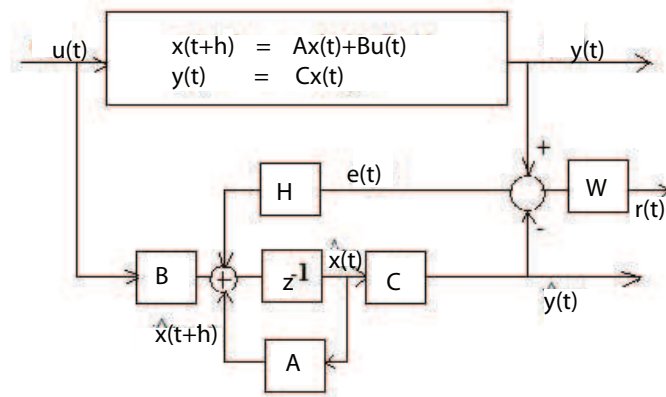 u(t)
x(t+h) = Ax(t)+Bu(t)
y(t) = Cx(t)
y(t)
+
H
e(t)
W
r(t)
-
B
+
z-1
^
x(t)
C
^
y(t)
^
x(t+h)
A